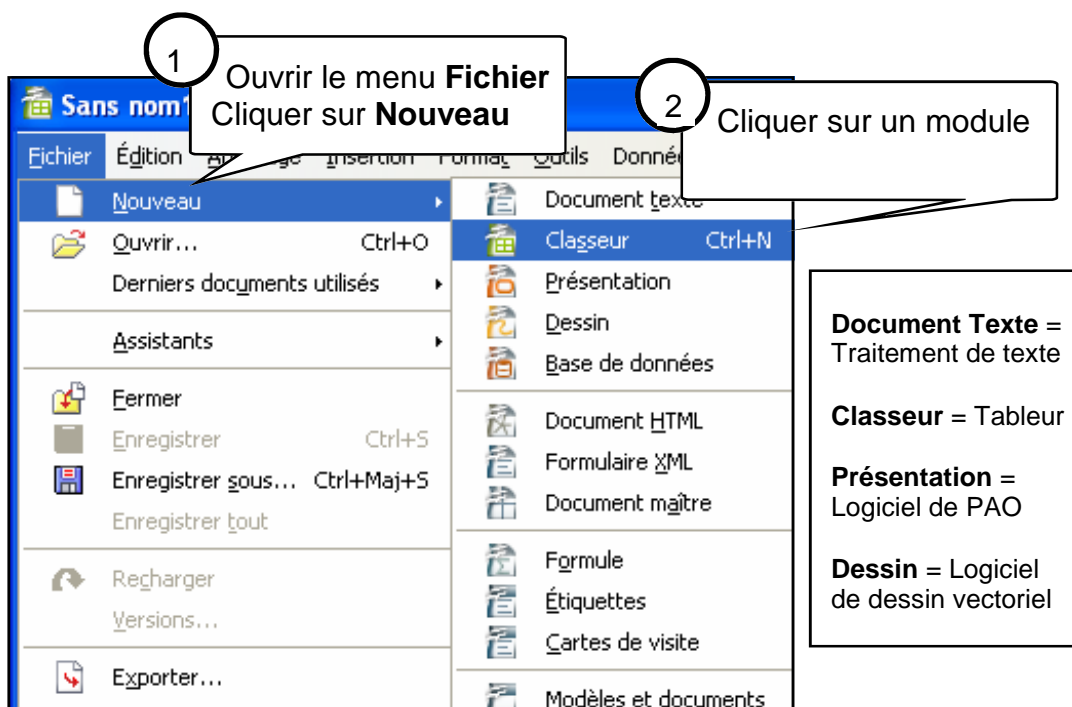 1
Ouvrir le menu Fichier
Cliquer sur Nouveau
2
Cliquer sur un module
Sans nom1
Fichier Édition Insertion Format Outils
Nouveau
Ouvrir... Ctrl+O
Derniers documents utilisés
Assistants
Fermer
Enregistrer Ctrl+S
Enregistrer sous... Ctrl+Maj+S
Enregistrer tout
Recharger
Versions...
Exporter...
Document texte
Classeur Ctrl+N
Présentation
Dessin
Base de données
Document HTML
Formulaire XML
Document maître
Formule
Étiquettes
Cartes de visite
Modèles et documents
Document Texte =
Traitement de texte
Classeur = Tableur
Présentation =
Logiciel de PAO
Dessin = Logiciel
de dessin vectoriel